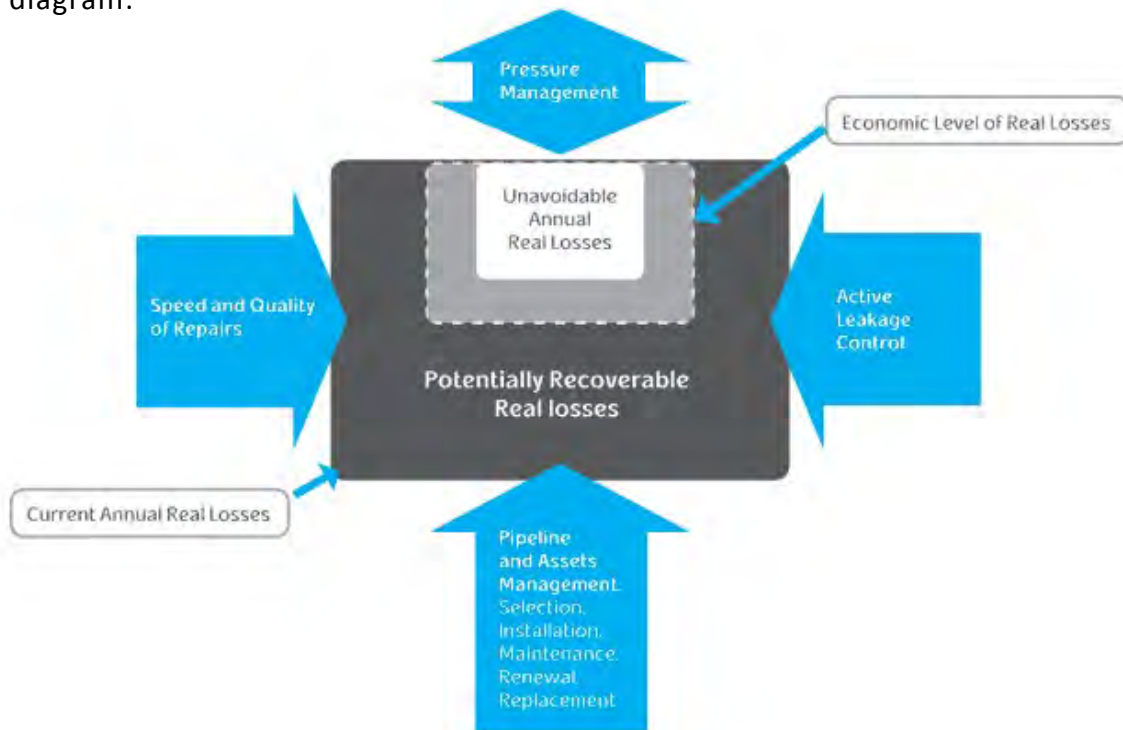 diagram:
Pressure
Management
Economic Level of Real Losses
Unavoidable
Annual
Real Losses
Speed and Quality
of Repairs
Active
Leakage
Control
Potentially Recoverable
Real losses
Current Annual Real Losses
Pipeline
and Assets
Management
Selection,
Installation,
Maintenance,
Renewal,
Replacement